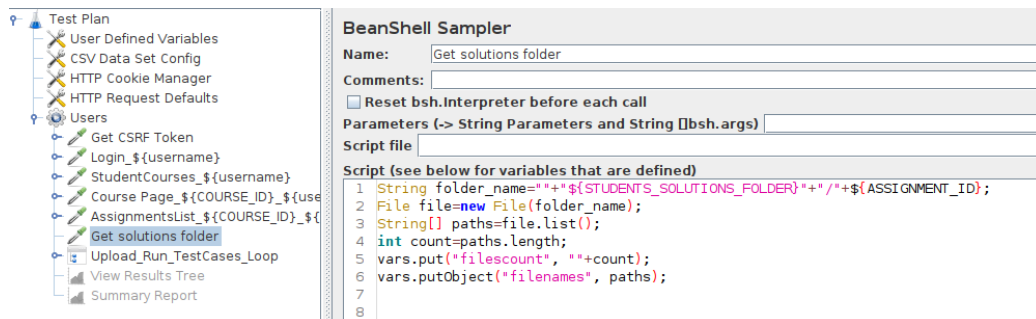 Test Plan
User Defined Variables
CSV Data Set Config
HTTP Cookie Manager
HTTP Request Defaults
Users
Get CSRF Token
Login_${username}
StudentCourses_${username}
Course Page_${COURSE_ID}_${use
AssignmentsList_${COURSE_ID}_${
Get solutions folder
Upload_Run_TestCases_Loop
View Results Tree
Summary Report
BeanShell Sampler
Name: Get solutions folder
Comments:
Reset bsh.Interpreter before each call
Parameters (-> String Parameters and String []bsh.args)
Script file
Script (see below for variables that are defined)
1 String folder_name=""+"${STUDENTS_SOLUTIONS_FOLDER}"+"/"+${ASSIGNMENT_ID};
2 File file=new File(folder_name);
3 String[] paths=file.list();
4 int count=paths.length;
5 vars.put("filescount", ""+count);
6 vars.putObject("filenames", paths);
7
8